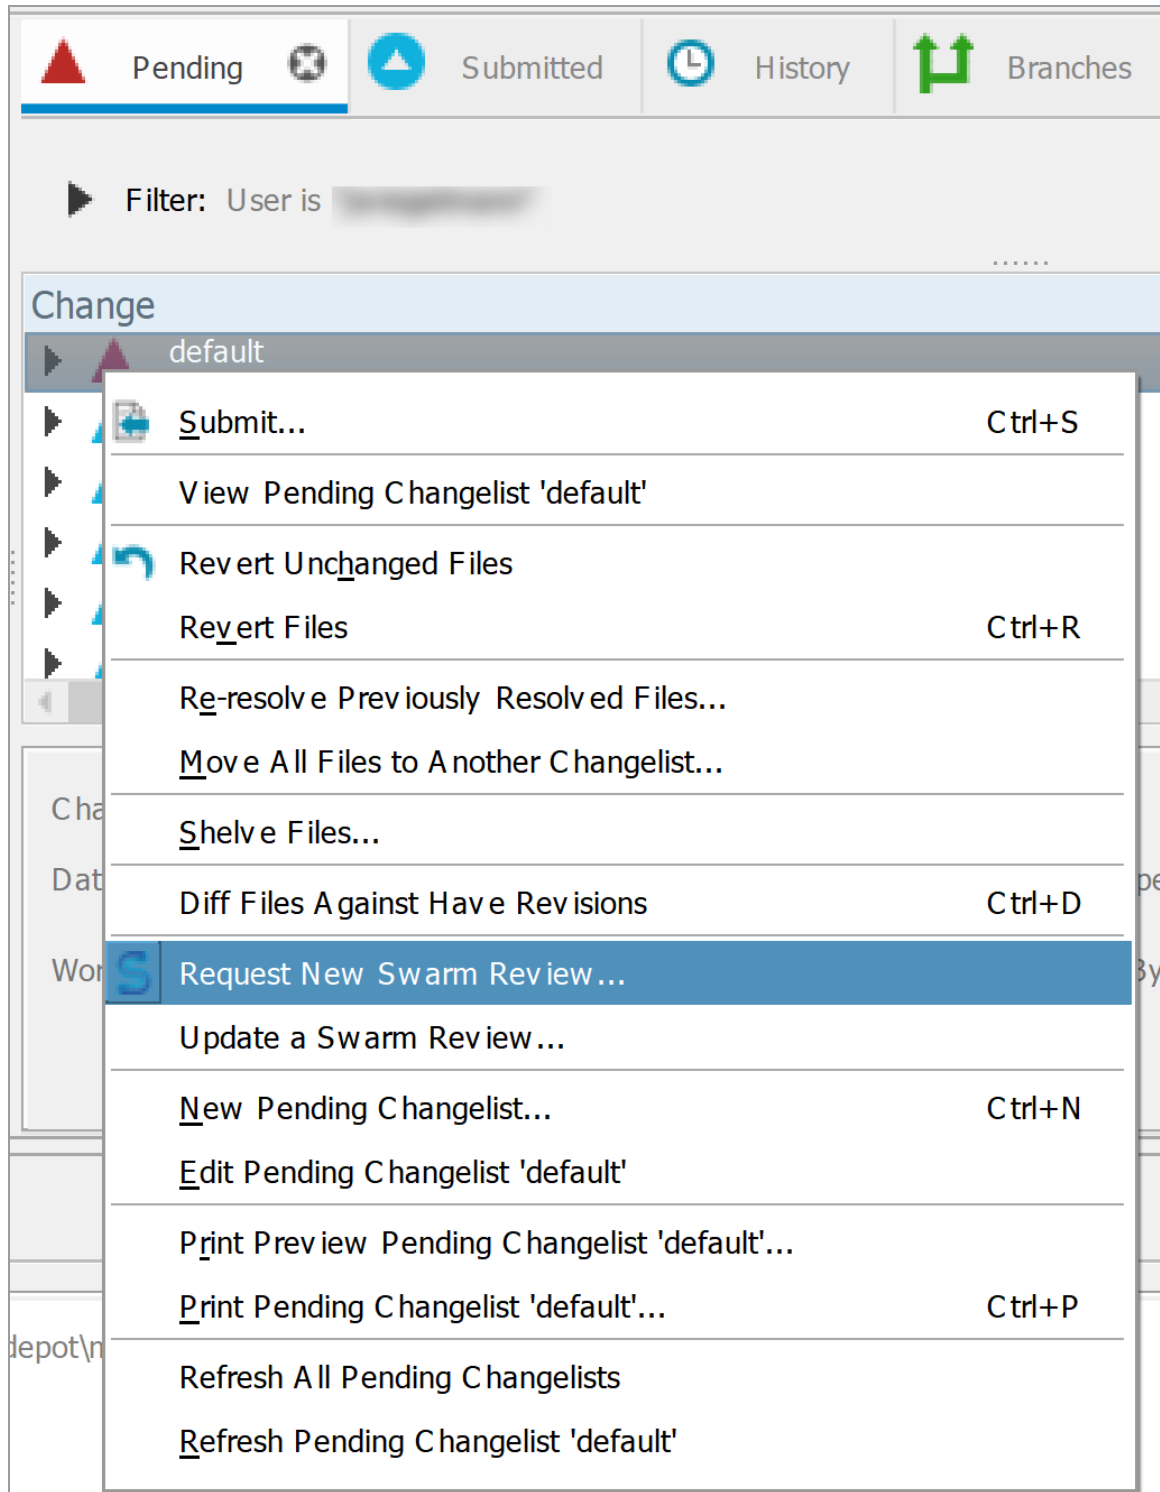 Pending Submitted History Branches
Filter: User is
Change
default
Submit... Ctrl+S
View Pending Changelist 'default'
Revert Unchanged Files
Revert Files Ctrl+R
Re-resolve Previously Resolved Files...
Move All Files to Another Changelist...
Shelve Files...
Diff Files Against Have Revisions Ctrl+D
Request New Swarm Review...
Update a Swarm Review...
New Pending Changelist... Ctrl+N
Edit Pending Changelist 'default'
Print Preview Pending Changelist 'default'...
Print Pending Changelist 'default'... Ctrl+P
Refresh All Pending Changelists
Refresh Pending Changelist 'default'